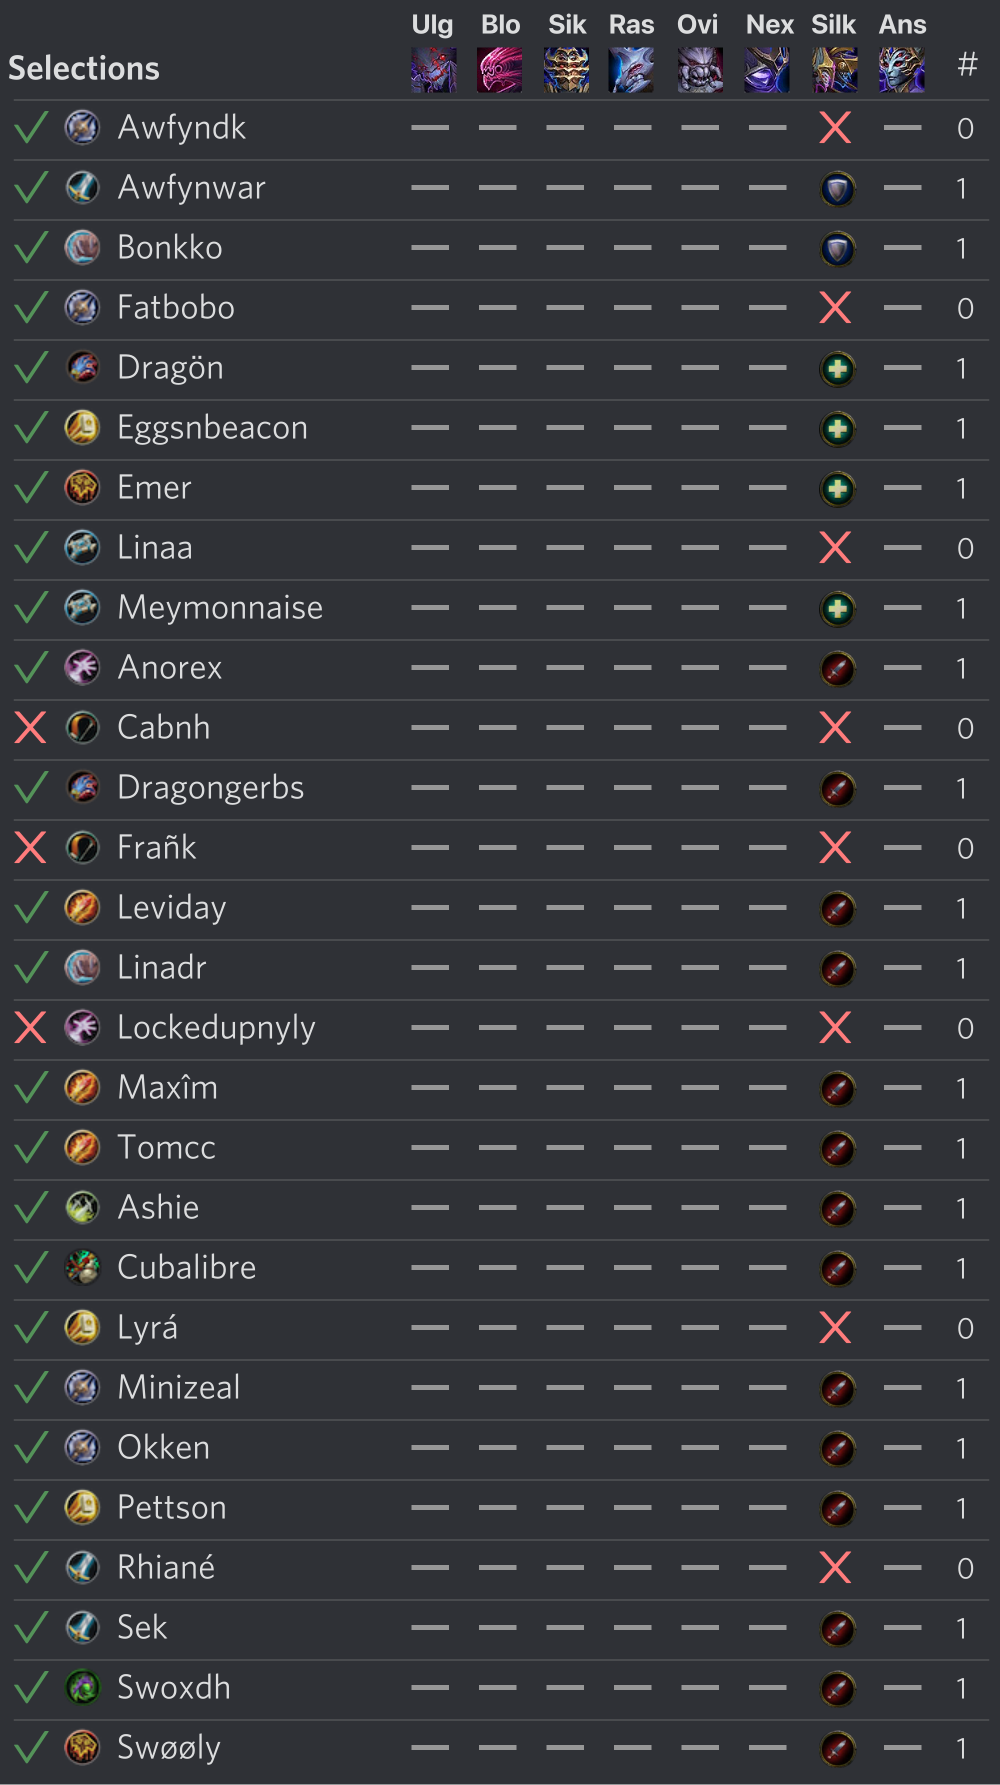 Ulg Blo Sik Ras Ovi Nex Silk Ans
Selections #
Awfyndk 0
Awfynwar 1
Bonkko 1
Fatbobo 0
Dragön 1
Eggsnbeacon 1
Emer 1
Linaa 0
Meymonnaise 1
Anorex 1
Cabnh 0
Dragongerbs 1
Frañk 0
Leviday 1
Linadr 1
Lockedupnyly 0
Maxîm 1
Tomcc 1
Ashie 1
Cubalibre 1
Lyrá 0
Minizeal 1
Okken 1
Pettson 1
Rhiané 0
Sek 1
Swoxdh 1
Swøøly 1